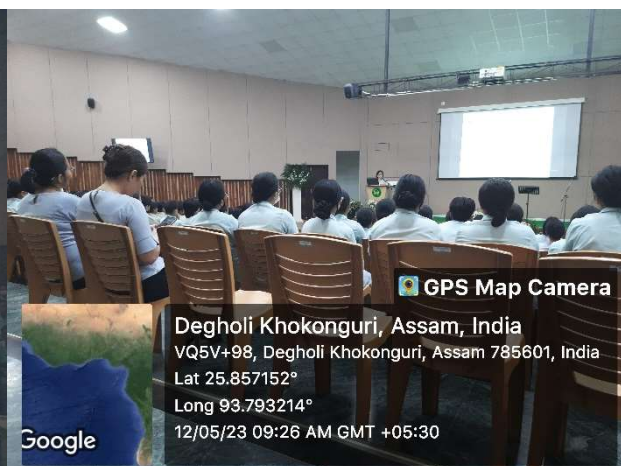 GPS Map Camera
Degholi Khokonguri, Assam, India
VQ5V+98, Degholi Khokonguri, Assam 785601, India
Lat 25.857152°
Long 93.793214°
12/05/23 09:26 AM GMT +05:30
Google